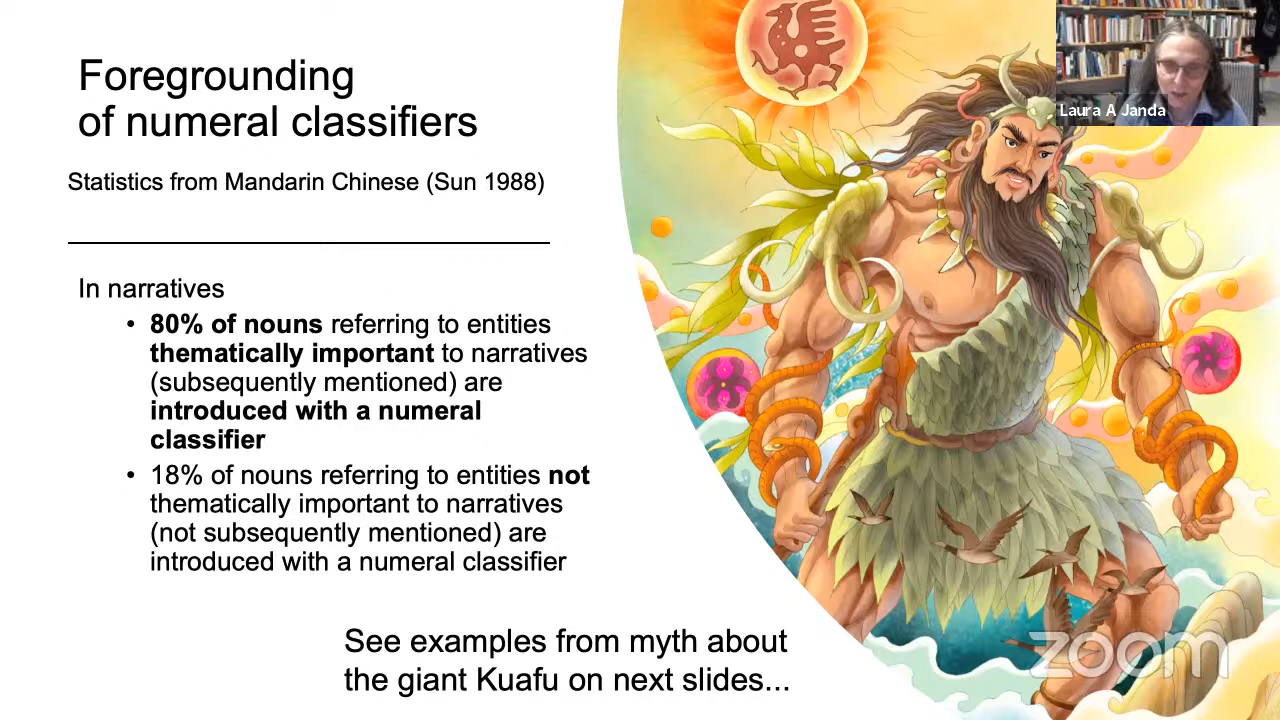 Foregrounding
of numeral classifiers
Statistics from Mandarin Chinese (Sun 1988)
In narratives
• 80% of nouns referring to entities
thematically important to narratives
(subsequently mentioned) are
introduced with a numeral
classifier
• 18% of nouns referring to entities not
thematically important to narratives
(not subsequently mentioned) are
introduced with a numeral classifier
See examples from myth about
the giant Kuafu on next slides...
Laura A Janda
zoom